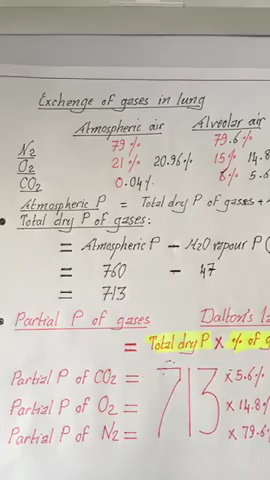 Exchenge of gases in lung
Atmospheric air Alveolar air
N2 79% 79.6%
O2 21% 20.96% 15% 14.8
CO2 0.04% 6% 5.6
Atmospheric P = Total dry P of gases +
Total dry P of gases:
= Atmospheric P – H2O vapour P (
= 760 – 47
= 713
Partial P of gases Dalton's
= Total dry P × % of g
Partial P of CO2 = 713 ×5.6%
Partial P of O2 = ×14.8%
Partial P of N2 = ×79.6